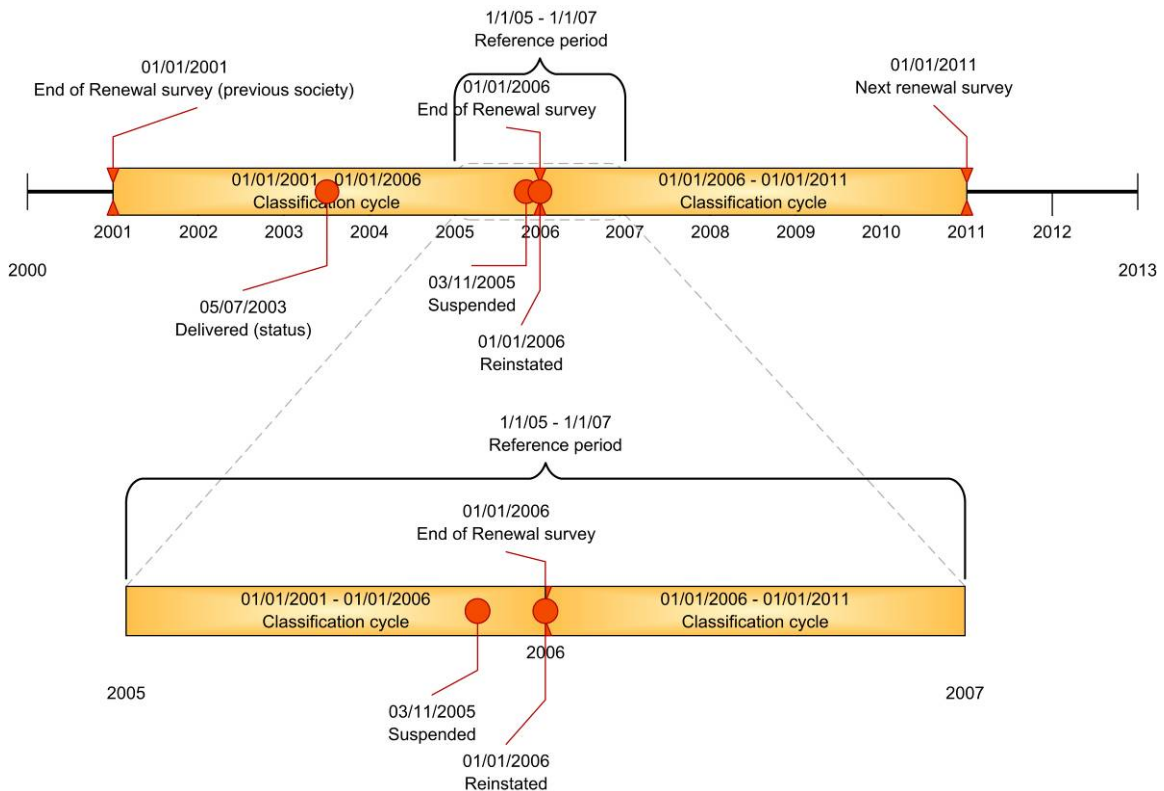 1/1/05 - 1/1/07
Reference period
01/01/2001
End of Renewal survey (previous society)
01/01/2006
End of Renewal survey
01/01/2011
Next renewal survey
01/01/2001 - 01/01/2006
Classification cycle
01/01/2006 - 01/01/2011
Classification cycle
2001 2002 2003 2004 2005 2006 2007 2008 2009 2010 2011 2012
2000 2013
03/11/2005
Suspended
05/07/2003
Delivered (status)
01/01/2006
Reinstated
1/1/05 - 1/1/07
Reference period
01/01/2006
End of Renewal survey
01/01/2001 - 01/01/2006
Classification cycle
01/01/2006 - 01/01/2011
Classification cycle
2006
2005 2007
03/11/2005
Suspended
01/01/2006
Reinstated